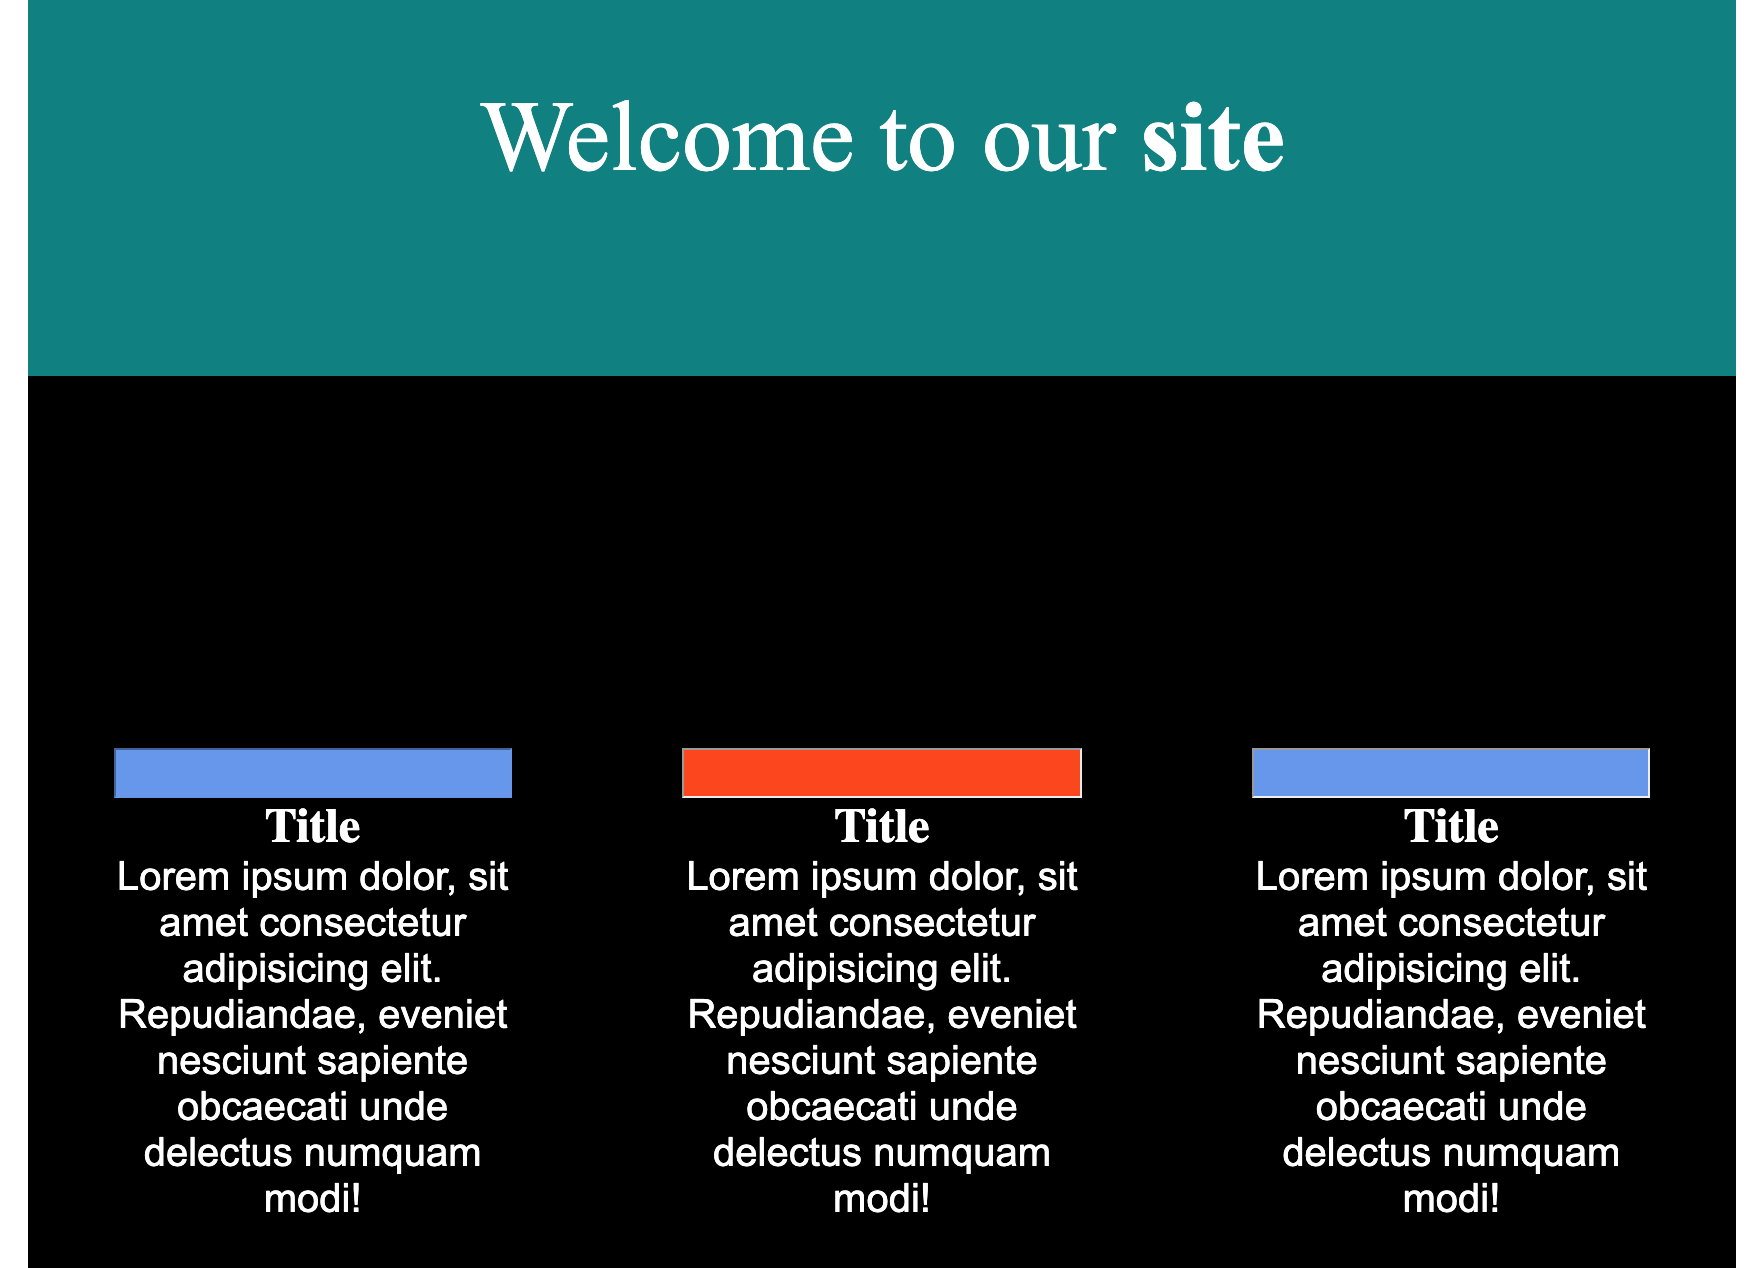 Welcome to our site
Title
Lorem ipsum dolor, sit
amet consectetur
adipisicing elit.
Repudiandae, eveniet
nesciunt sapiente
obcaecati unde
delectus numquam
modi!
Title
Lorem ipsum dolor, sit
amet consectetur
adipisicing elit.
Repudiandae, eveniet
nesciunt sapiente
obcaecati unde
delectus numquam
modi!
Title
Lorem ipsum dolor, sit
amet consectetur
adipisicing elit.
Repudiandae, eveniet
nesciunt sapiente
obcaecati unde
delectus numquam
modi!